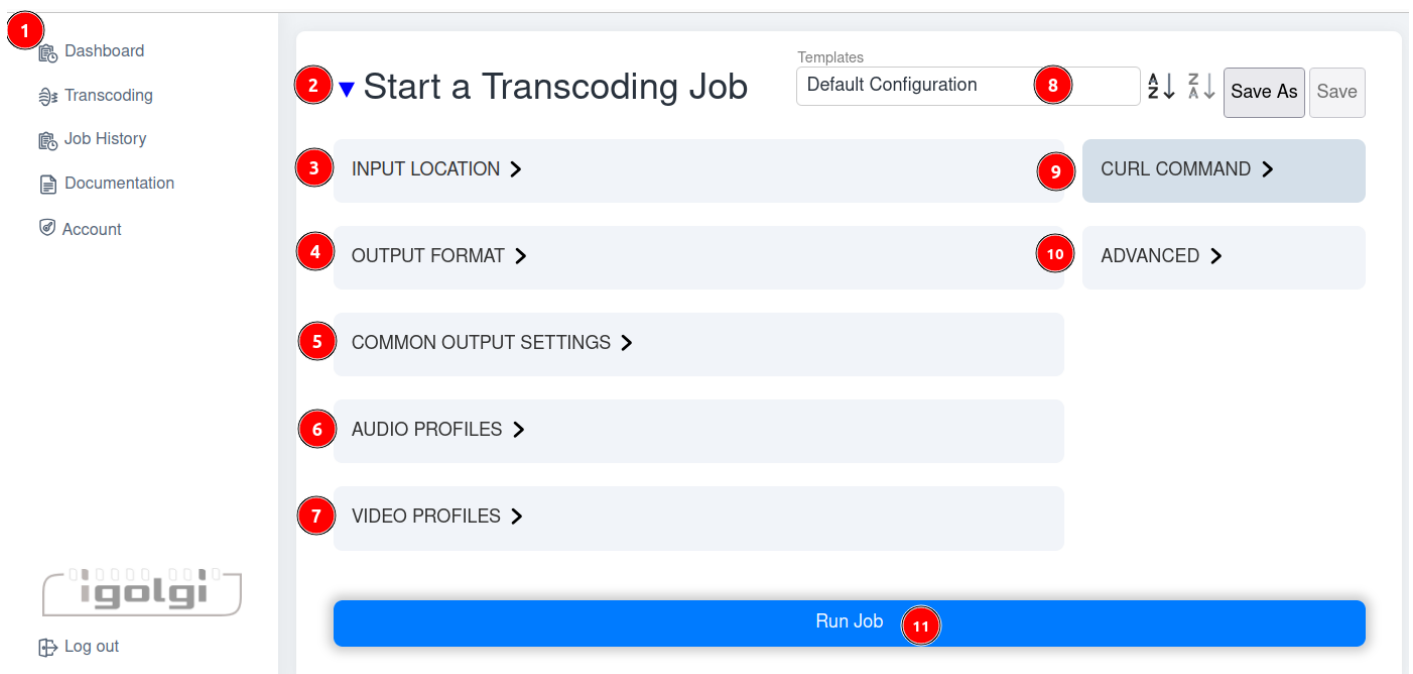 1
Dashboard
Transcoding
Job History
Documentation
Account
igolgi
Log out
2 Start a Transcoding Job
Templates
Default Configuration 8
A Z Z A Save As Save
3 INPUT LOCATION
9 CURL COMMAND
4 OUTPUT FORMAT
10 ADVANCED
5 COMMON OUTPUT SETTINGS
6 AUDIO PROFILES
7 VIDEO PROFILES
Run Job 11